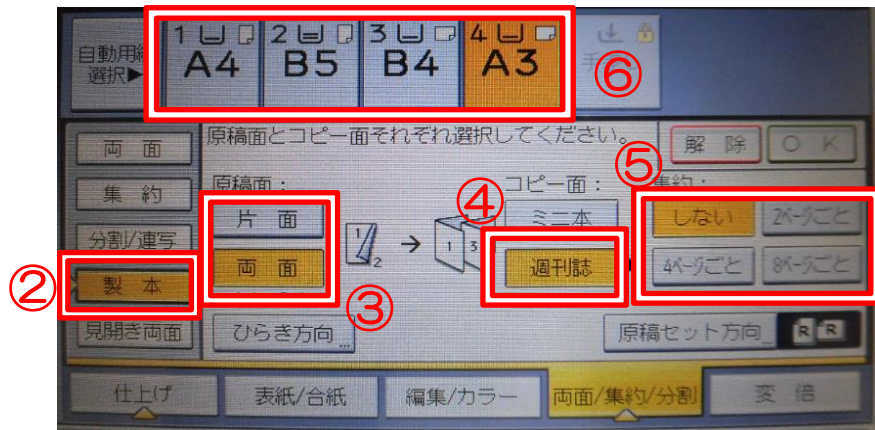 1 2 3 4
自動用紙
選択▶
A4 B5 B4 A3
⑥
原稿面とコピー面それぞれ選択してください。
解 除
O K
⑤
両 面
集 約
分割/連写
②
製 本
見開き両面
原稿面:
片 面
両 面
③
ひらき方向
1
2
→
1 3
コピー面:
④
ミニ本
週刊誌
集約:
しない
2ページごと
4ページごと
8ページごと
原稿セット方向
R R
仕上げ
表紙/合紙
編集/カラー
両面/集約/分割
変 倍